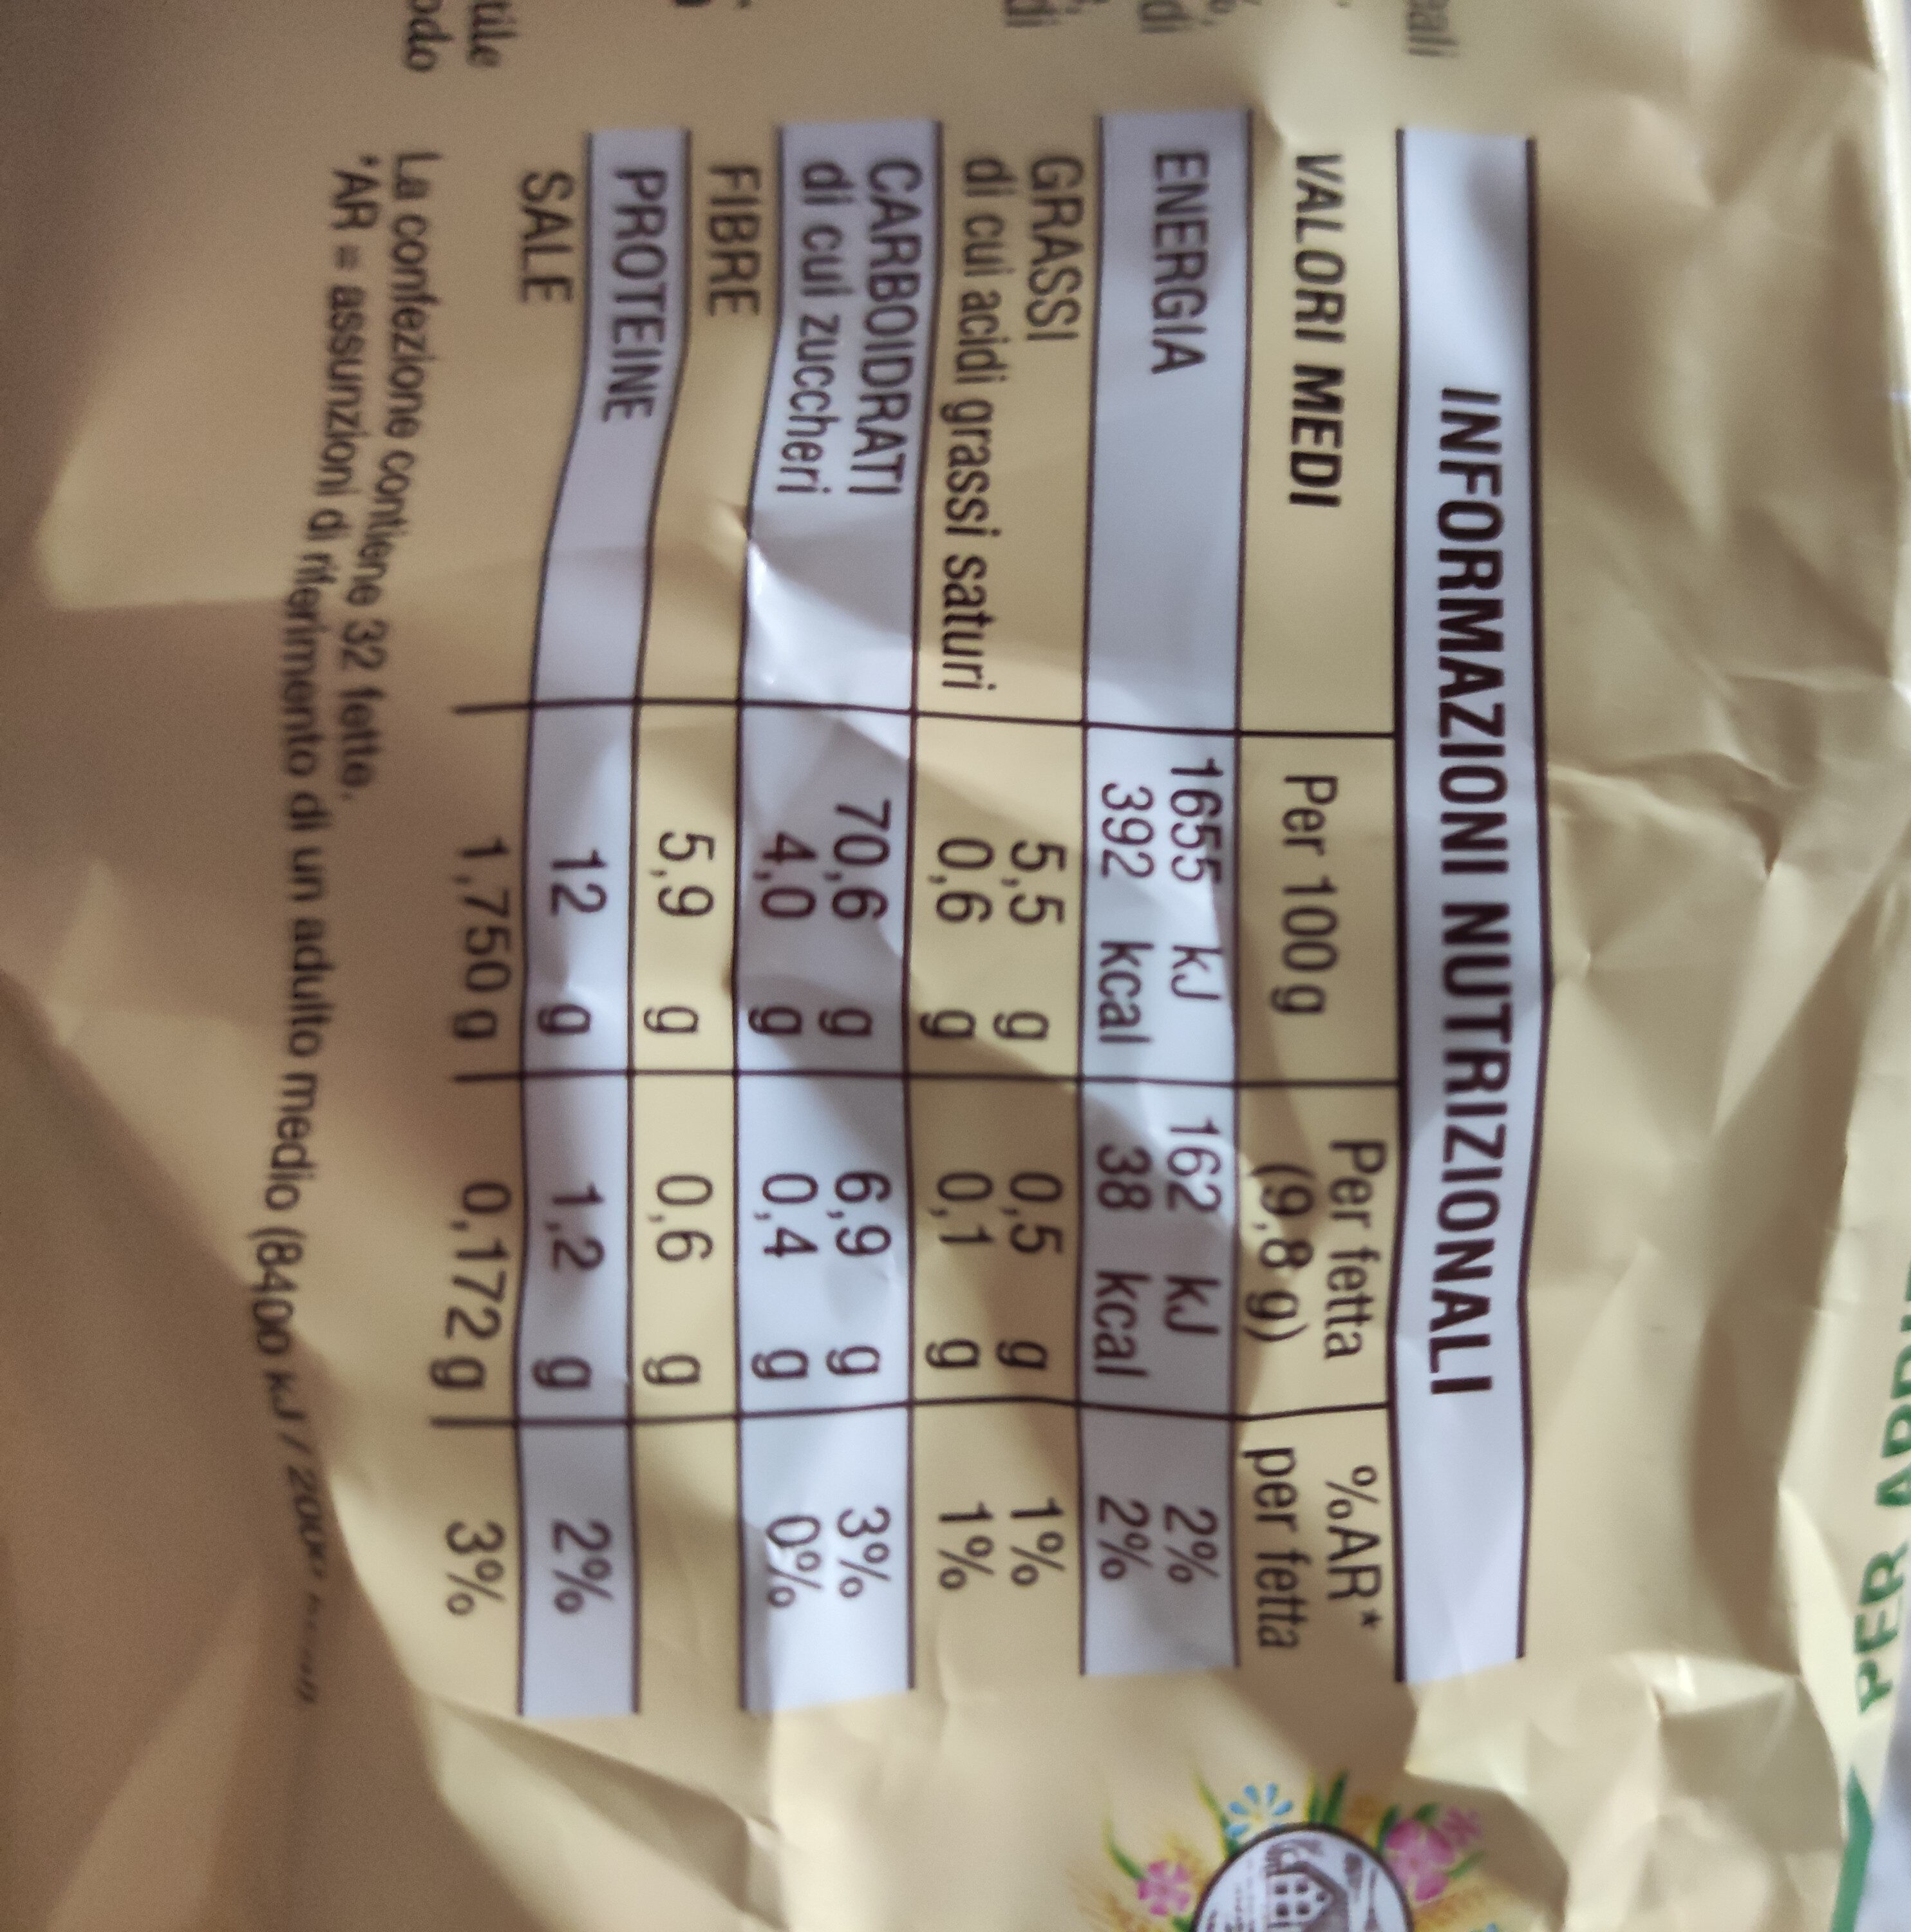 INFORMAZIONI NUTRIZIONALI
VALORI MEDI Per 100 g Per fetta (9,8 g) %AR* per fetta
ENERGIA 1655 kJ 162 kJ 2%
392 kcal 38 kcal 2%
GRASSI 5,5 g 0,5 g 1%
di cui acidi grassi saturi 0,6 g 0,1 g 1%
CARBOIDRATI 70,6 g 6,9 g 3%
di cui zuccheri 4,0 g 0,4 g 0%
FIBRE 5,9 g 0,6 g
PROTEINE 12 g 1,2 g 2%
SALE 1,750 g 0,172 g 3%
La confezione contiene 32 fette.
*AR = assunzioni di riferimento di un adulto medio (8400 kJ /
PER